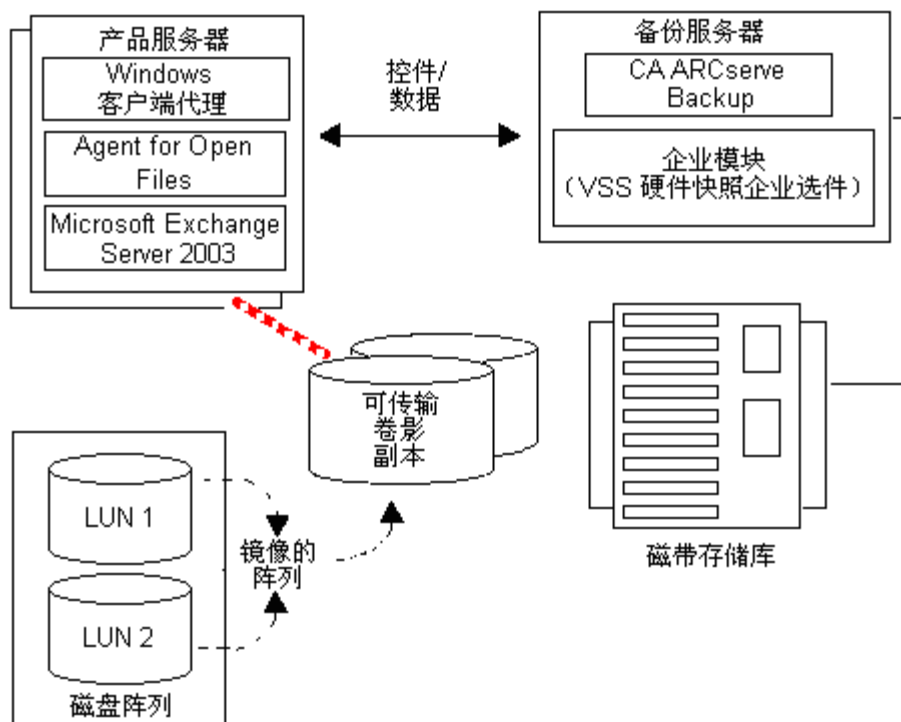 产品服务器
Windows
客户端代理
Agent for Open
Files
Microsoft Exchange
Server 2003
控件/
数据
备份服务器
CA ARCserve
Backup
企业模块
（VSS 硬件快照企业选件）
可传输
卷影
副本
LUN 1
LUN 2
镜像的
阵列
磁盘阵列
磁带存储库